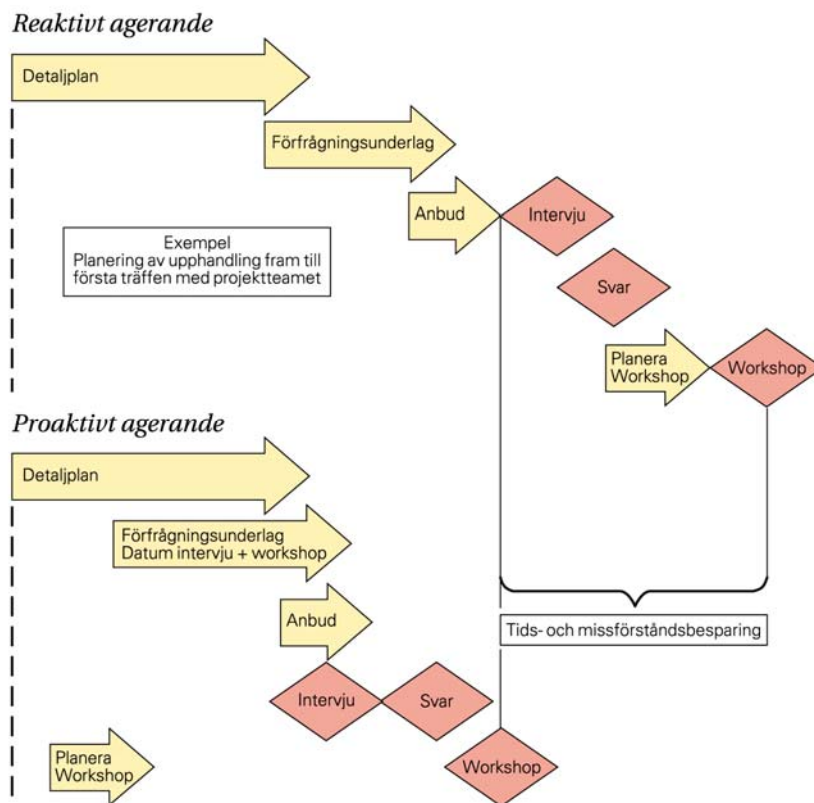 Reaktivt agerande
Detaljplan
Förfrågningsunderlag
Anbud
Intervju
Exempel
Planering av upphandling fram till
första träffen med projektteamet
Svar
Planera
Workshop
Workshop
Proaktivt agerande
Detaljplan
Förfrågningsunderlag
Datum intervju + workshop
Anbud
Tids- och missförståndsbesparing
Intervju
Svar
Planera
Workshop
Workshop